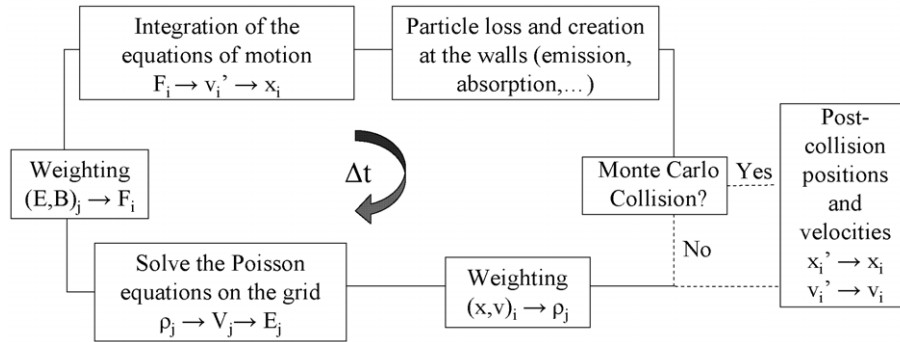 Integration of the
equations of motion
Fᵢ → vᵢ’ → xᵢ
Particle loss and creation
at the walls (emission,
absorption,…)
Post-
collision
positions
and
velocities
xᵢ’ → xᵢ
vᵢ’ → vᵢ
Monte Carlo
Collision?
Yes
No
Weighting
(E,B)ⱼ → Fᵢ
Δt
Solve the Poisson
equations on the grid
ρⱼ → Vⱼ→ Eⱼ
Weighting
(x,v)ᵢ → ρⱼ